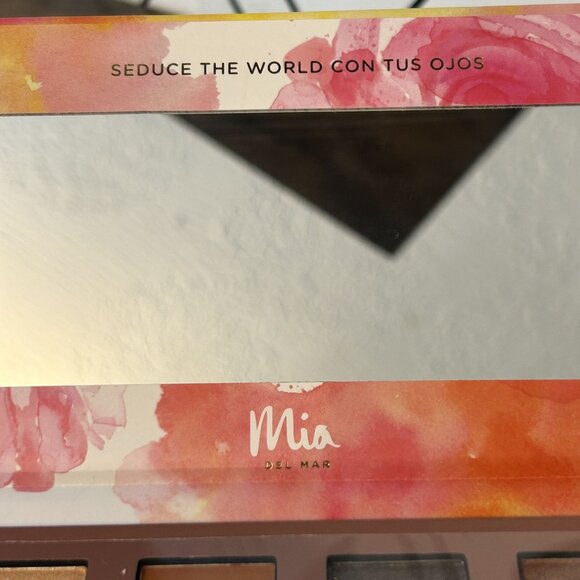 SEDUCE THE WORLD CON TUS OJOS
Mia
DEL MAR